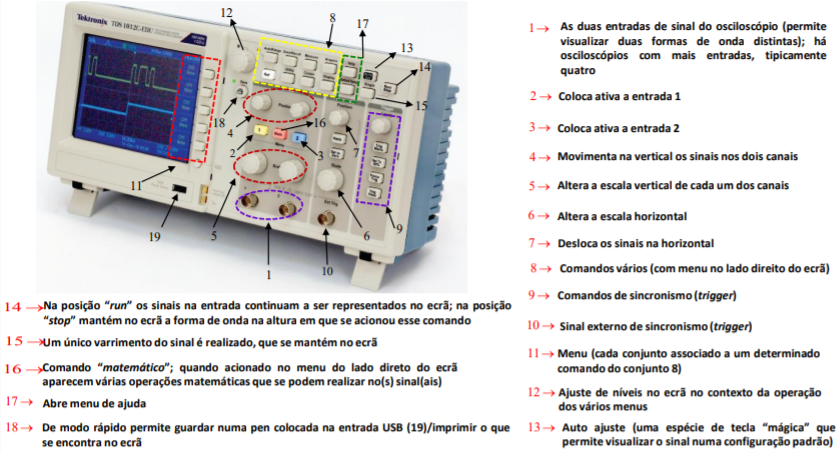 Tektronix TDS 1012C-EDU
12
8
17
13
14
15
18
4
16
2
3
7
11
19
5
1
10
6
9
1 → As duas entradas de sinal do osciloscópio (permite
visualizar duas formas de onda distintas); há
osciloscópios com mais entradas, tipicamente
quatro
2 → Coloca ativa a entrada 1
3 → Coloca ativa a entrada 2
4 → Movimenta na vertical os sinais nos dois canais
5 → Altera a escala vertical de cada um dos canais
6 → Altera a escala horizontal
7 → Desloca os sinais na horizontal
8 → Comandos vários (com menu no lado direito do ecrã)
9 → Comandos de sincronismo (trigger)
10 → Sinal externo de sincronismo (trigger)
11 → Menu (cada conjunto associado a um determinado
comando do conjunto 8)
12 → Ajuste de níveis no ecrã no contexto da operação
dos vários menus
13 → Auto ajuste (uma espécie de tecla “mágica” que
permite visualizar o sinal numa configuração padrão)
14 → Na posição “run” os sinais na entrada continuam a ser representados no ecrã; na posição
“stop” mantém no ecrã a forma de onda na altura em que se acionou esse comando
15 → Um único varrimento do sinal é realizado, que se mantém no ecrã
16 → Comando “matemático”; quando acionado no menu do lado direto do ecrã
aparecem várias operações matemáticas que se podem realizar no(s) sinal(ais)
17 → Abre menu de ajuda
18 → De modo rápido permite guardar numa pen colocada na entrada USB (19)/imprimir o que
se encontra no ecrã